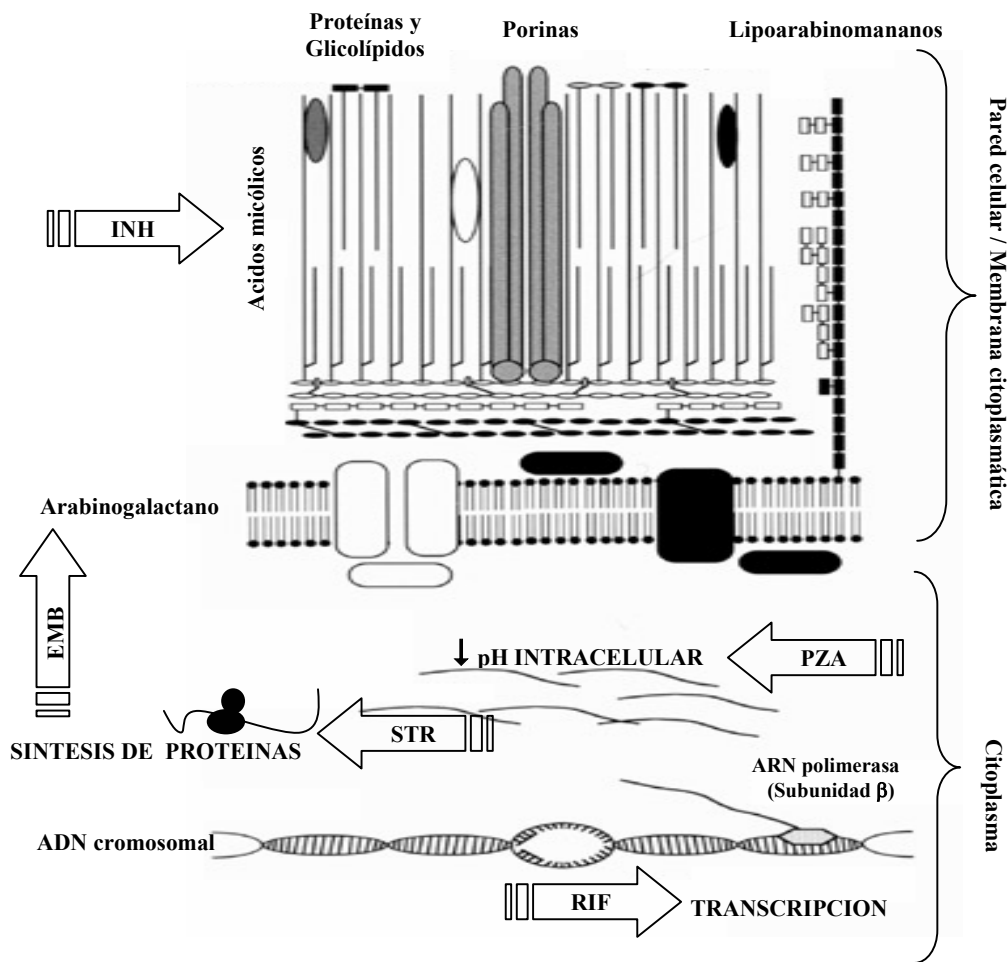 Proteínas y
Glicolípidos
Porinas
Lipoarabinomananos
Pared celular / Membrana citoplasmática
INH
Acidos micólicos
Arabinogalactano
EMB
↓ pH INTRACELULAR
PZA
STR
SINTESIS DE PROTEINAS
ARN polimerasa
(Subunidad β)
Citoplasma
ADN cromosomal
RIF
TRANSCRIPCION